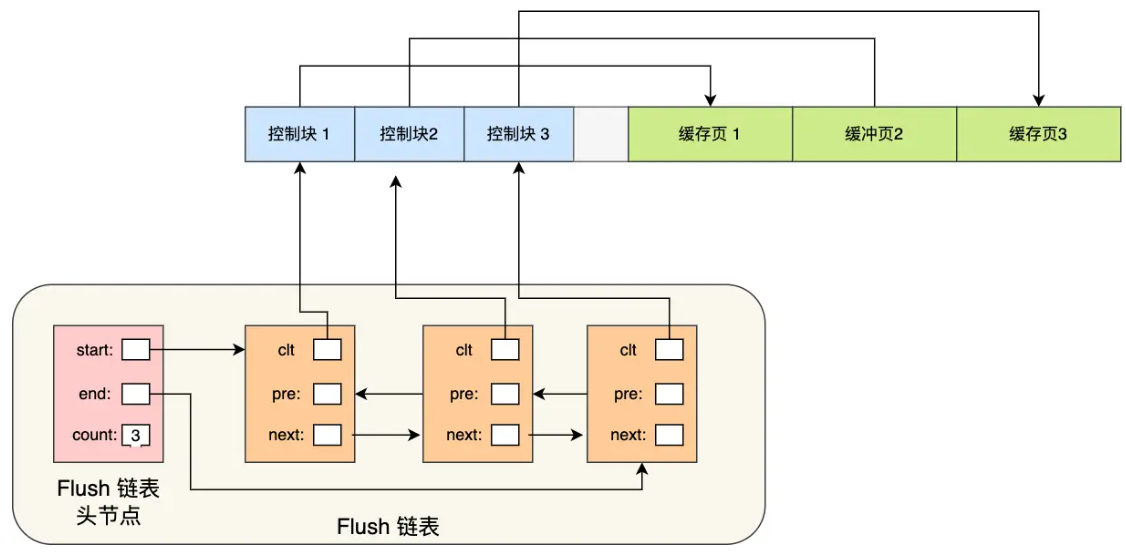 控制块 1
控制块2
控制块 3
缓存页 1
缓冲页2
缓存页3
start:
end:
count: 3
clt
pre:
next:
clt
pre:
next:
clt
pre:
next:
Flush 链表
头节点
Flush 链表